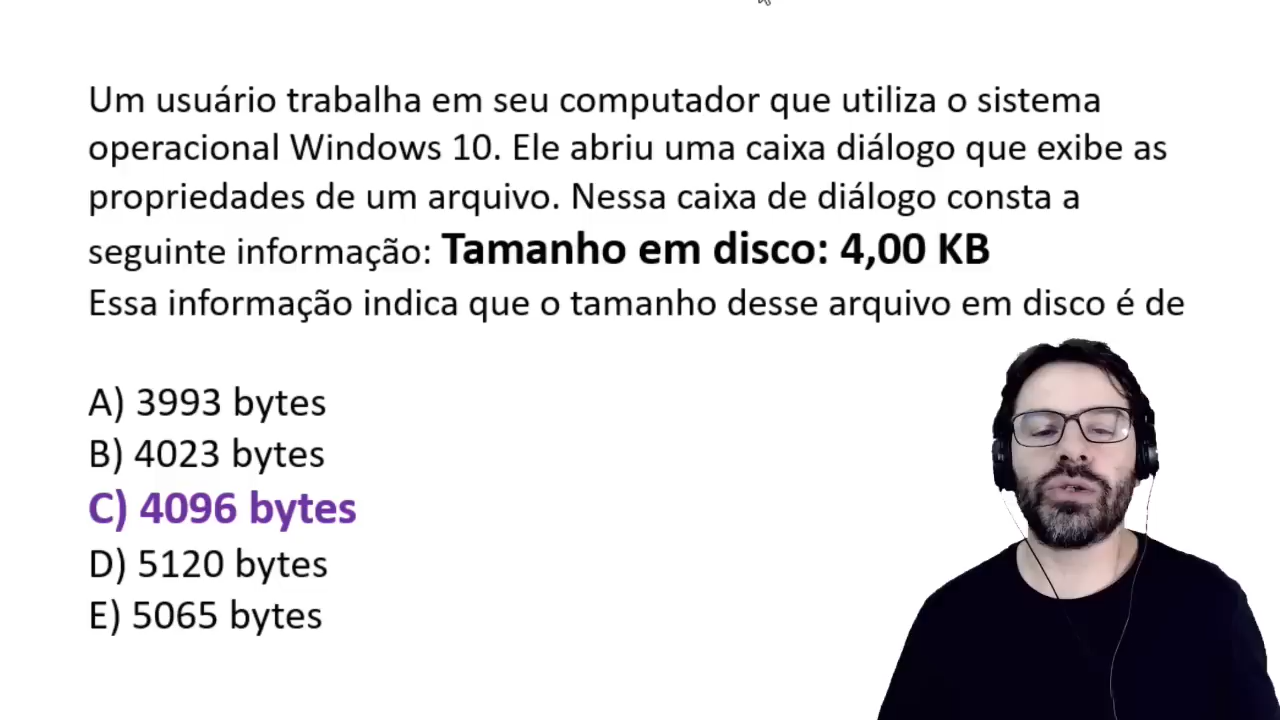 Um usuário trabalha em seu computador que utiliza o sistema
operacional Windows 10. Ele abriu uma caixa diálogo que exibe as
propriedades de um arquivo. Nessa caixa de diálogo consta a
seguinte informação: Tamanho em disco: 4,00 KB
Essa informação indica que o tamanho desse arquivo em disco é de
A) 3993 bytes
B) 4023 bytes
C) 4096 bytes
D) 5120 bytes
E) 5065 bytes